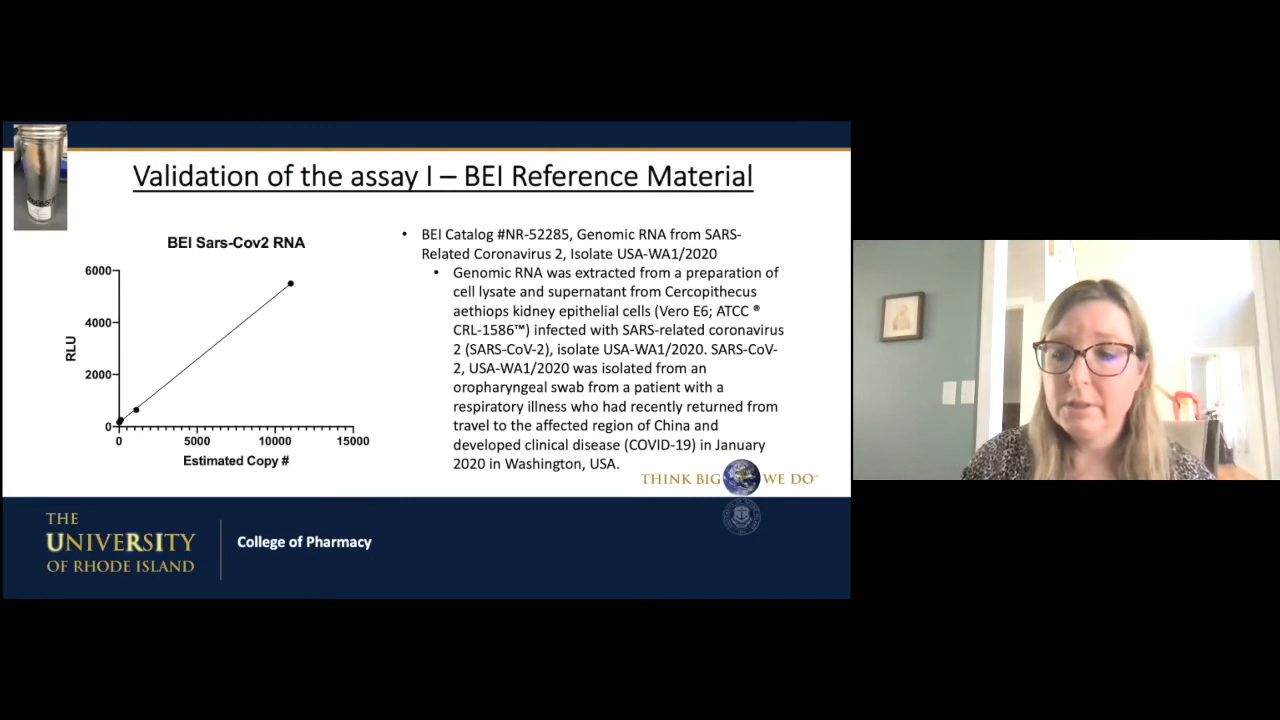 Validation of the assay I – BEI Reference Material
BEI Sars-Cov2 RNA
6000
4000
2000
0
RLU
0 5000 10000 15000
Estimated Copy #
• BEI Catalog #NR-52285, Genomic RNA from SARS-
Related Coronavirus 2, Isolate USA-WA1/2020
• Genomic RNA was extracted from a preparation of
cell lysate and supernatant from Cercopithecus
aethiops kidney epithelial cells (Vero E6; ATCC ®
CRL-1586™) infected with SARS-related coronavirus
2 (SARS-CoV-2), isolate USA-WA1/2020. SARS-CoV-
2, USA-WA1/2020 was isolated from an
oropharyngeal swab from a patient with a
respiratory illness who had recently returned from
travel to the affected region of China and
developed clinical disease (COVID-19) in January
2020 in Washington, USA.
THINK BIG WE DO℠
THE
UNIVERSITY
OF RHODE ISLAND
College of Pharmacy